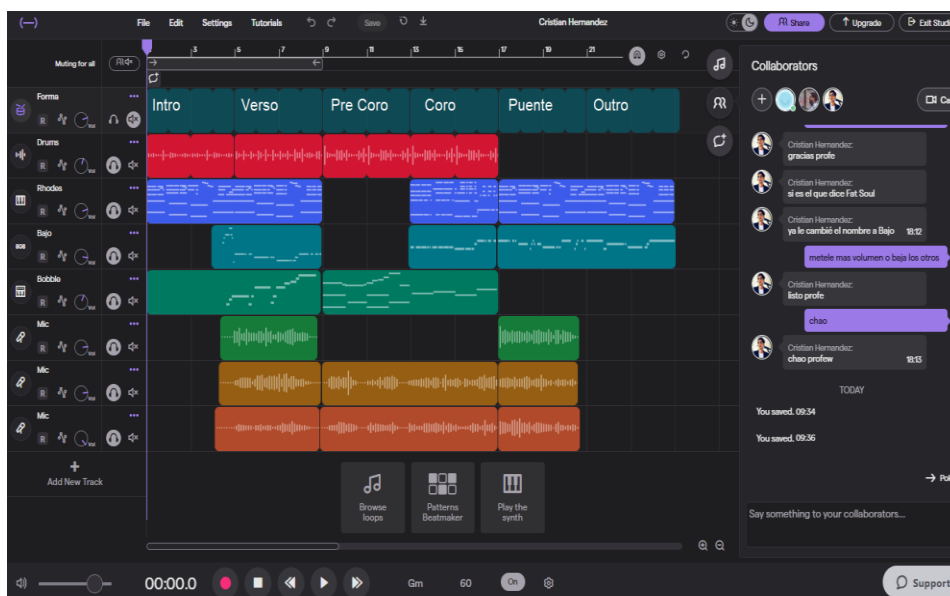 (—) File Edit Settings Tutorials Save Cristian Hernandez Share Upgrade Exit Studi
Muting for all
3 5 7 9 11 13 15 17 19 21
Forma
Intro Verso Pre Coro Coro Puente Outro
R
Drums
R
Rhodes
R
Bajo
R
Bobble
R
Mic
R
Mic
R
Mic
R
+
Add New Track
Browse loops
Patterns Beatmaker
Play the synth
00:00.0 Gm 60 On
Collaborators
Ca
Cristian Hernandez:
gracias profe
Cristian Hernandez:
si es el que dice Fat Soul
Cristian Hernandez:
ya le cambié el nombre a Bajo 18:12
metele mas volumen o baja los otros
Cristian Hernandez:
listo profe
chao
Cristian Hernandez:
chao profew 18:13
TODAY
You saved. 09:34
You saved. 09:36
Say something to your collaborators...
Support